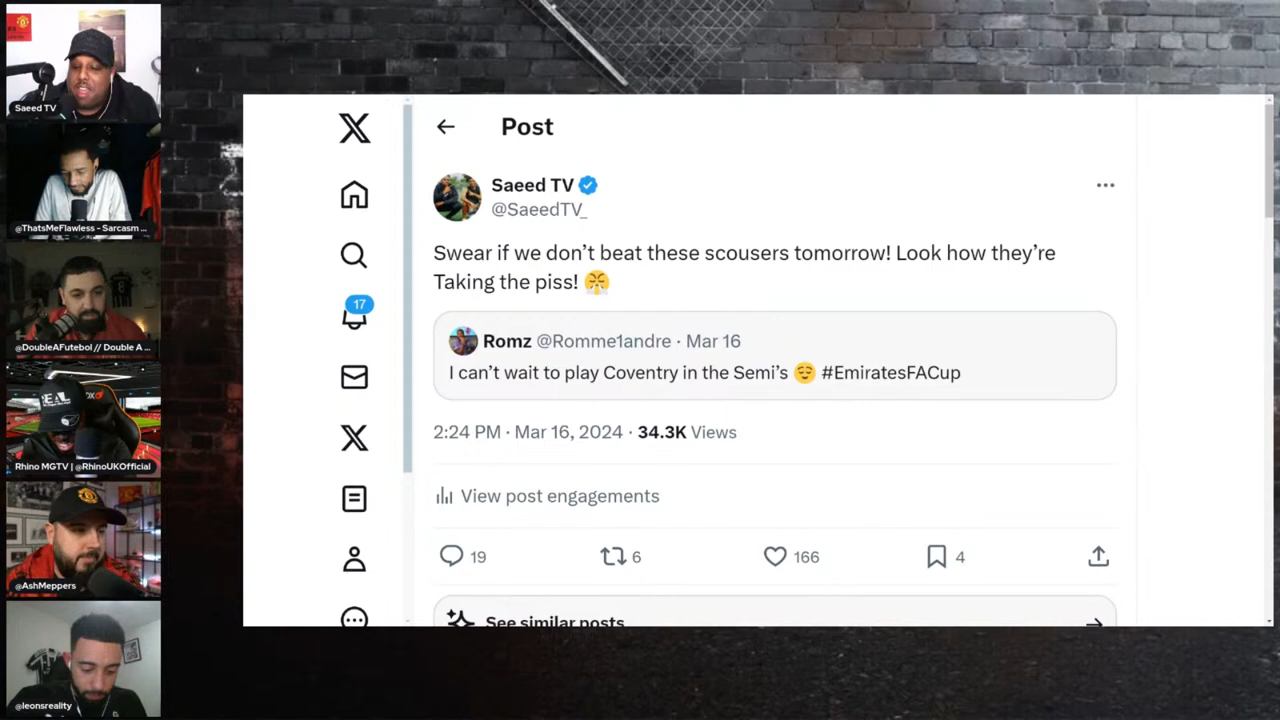 Saeed TV
@ThatsMeFlawless - Sarcasm ...
@DoubleAFutebol // Double A ...
Rhino MGTV | @RhinoUKOfficial
@AshMeppers
@leonsreality
Post
Saeed TV
@SaeedTV_
Swear if we don’t beat these scousers tomorrow! Look how they’re
Taking the piss! 😤
Romz @Romme1andre · Mar 16
I can’t wait to play Coventry in the Semi’s 😌 #EmiratesFACup
2:24 PM · Mar 16, 2024 · 34.3K Views
View post engagements
19 6 166 4
See similar posts
17